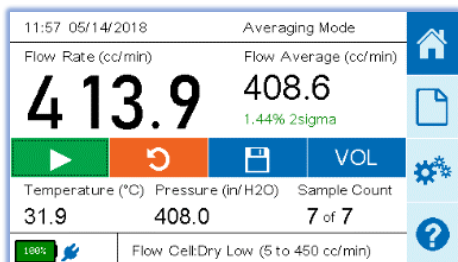 11:57 05/14/2018 Averaging Mode
Flow Rate (cc/min) Flow Average (cc/min)
413.9 408.6
1.44% 2sigma
VOL
Temperature (°C) Pressure (in/H2O) Sample Count
31.9 408.0 7 of 7
100% Flow Cell:Dry Low (5 to 450 cc/min)
?